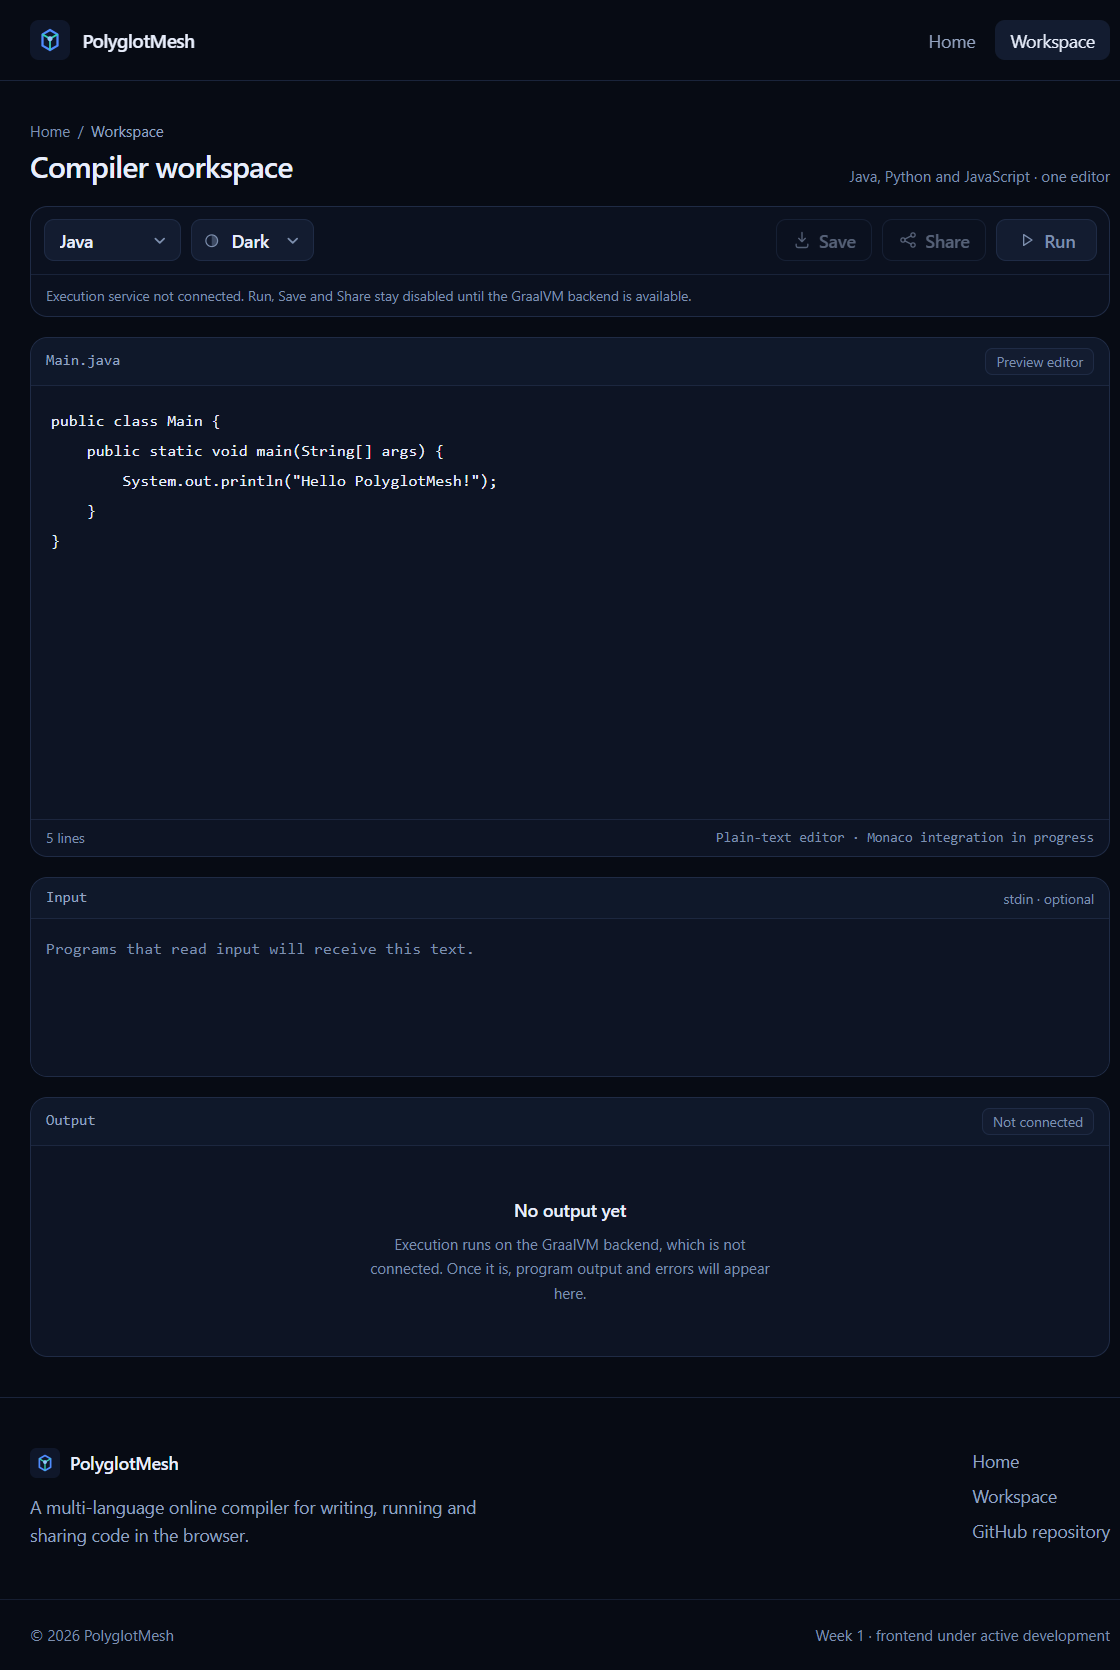 PolyglotMesh
Home
Workspace
Home / Workspace
Compiler workspace
Java, Python and JavaScript · one editor
Java
Dark
Save
Share
Run
Execution service not connected. Run, Save and Share stay disabled until the GraalVM backend is available.
Main.java
Preview editor
public class Main {
    public static void main(String[] args) {
        System.out.println("Hello PolyglotMesh!");
    }
}
5 lines
Plain-text editor · Monaco integration in progress
Input
stdin · optional
Programs that read input will receive this text.
Output
Not connected
No output yet
Execution runs on the GraalVM backend, which is not
connected. Once it is, program output and errors will appear
here.
PolyglotMesh
A multi-language online compiler for writing, running and
sharing code in the browser.
Home
Workspace
GitHub repository
© 2026 PolyglotMesh
Week 1 · frontend under active development